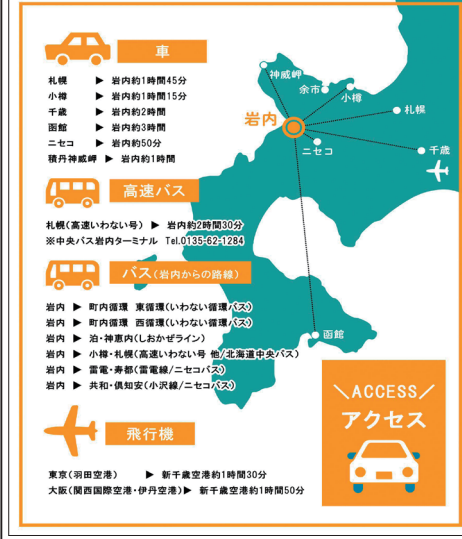 車
札幌 ▶ 岩内約1時間45分
小樽 ▶ 岩内約1時間15分
千歳 ▶ 岩内約2時間
函館 ▶ 岩内約3時間
ニセコ ▶ 岩内約50分
積丹神威岬 ▶ 岩内約1時間
高速バス
札幌(高速いわない号) ▶ 岩内約2時間30分
※中央バス岩内ターミナル Tel.0135-62-1284
バス(岩内からの路線)
岩内 ▶ 町内循環 東循環(いわない循環バス)
岩内 ▶ 町内循環 西循環(いわない循環バス)
岩内 ▶ 泊・神恵内(しおかぜライン)
岩内 ▶ 小樽・札幌(高速いわない号 他/北海道中央バス)
岩内 ▶ 雷電・寿都(雷電線/ニセコバス)
岩内 ▶ 共和・倶知安(小沢線/ニセコバス)
飛行機
東京(羽田空港) ▶ 新千歳空港約1時間30分
大阪(関西国際空港・伊丹空港)▶ 新千歳空港約1時間50分
神威岬
余市
小樽
札幌
岩内
ニセコ
千歳
函館
\ACCESS/
アクセス